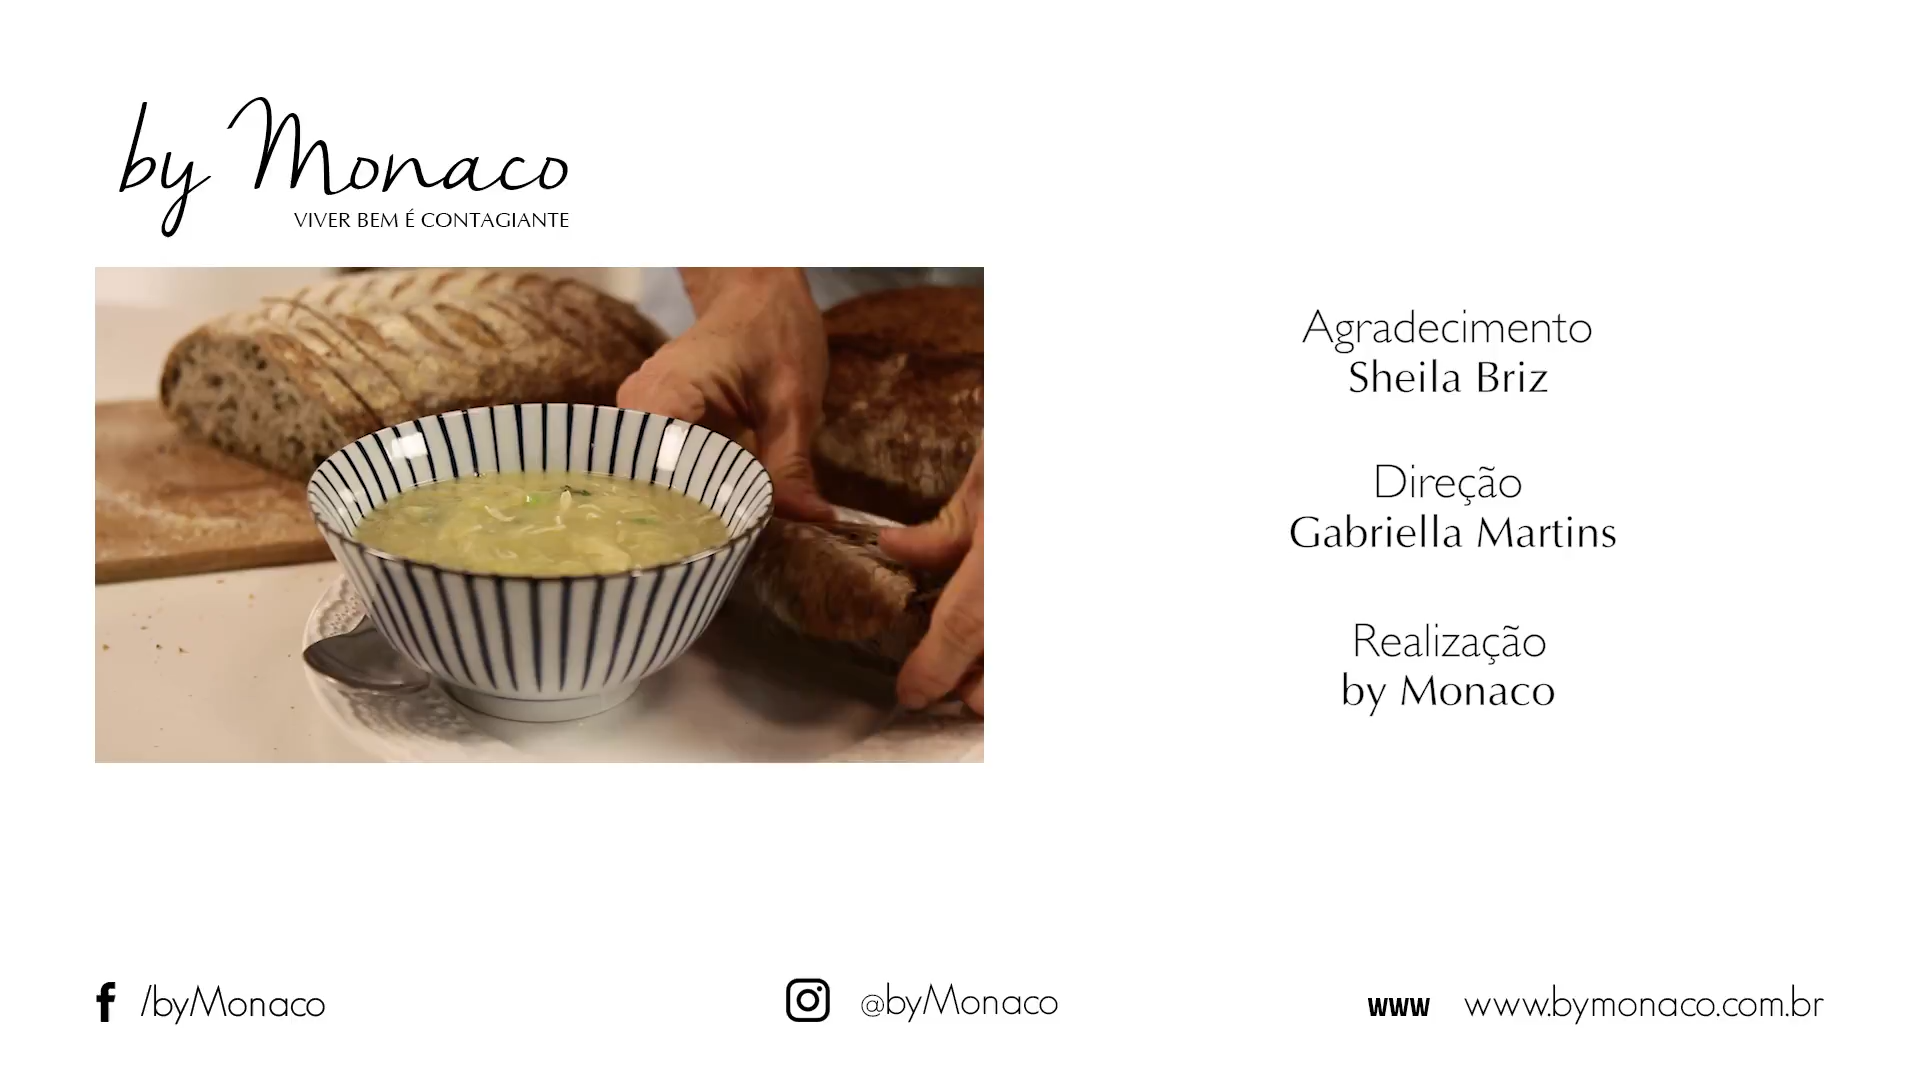 by Monaco
VIVER BEM É CONTAGIANTE
Agradecimento
Sheila Briz
Direção
Gabriella Martins
Realização
by Monaco
f /byMonaco
@byMonaco
www www.bymonaco.com.br